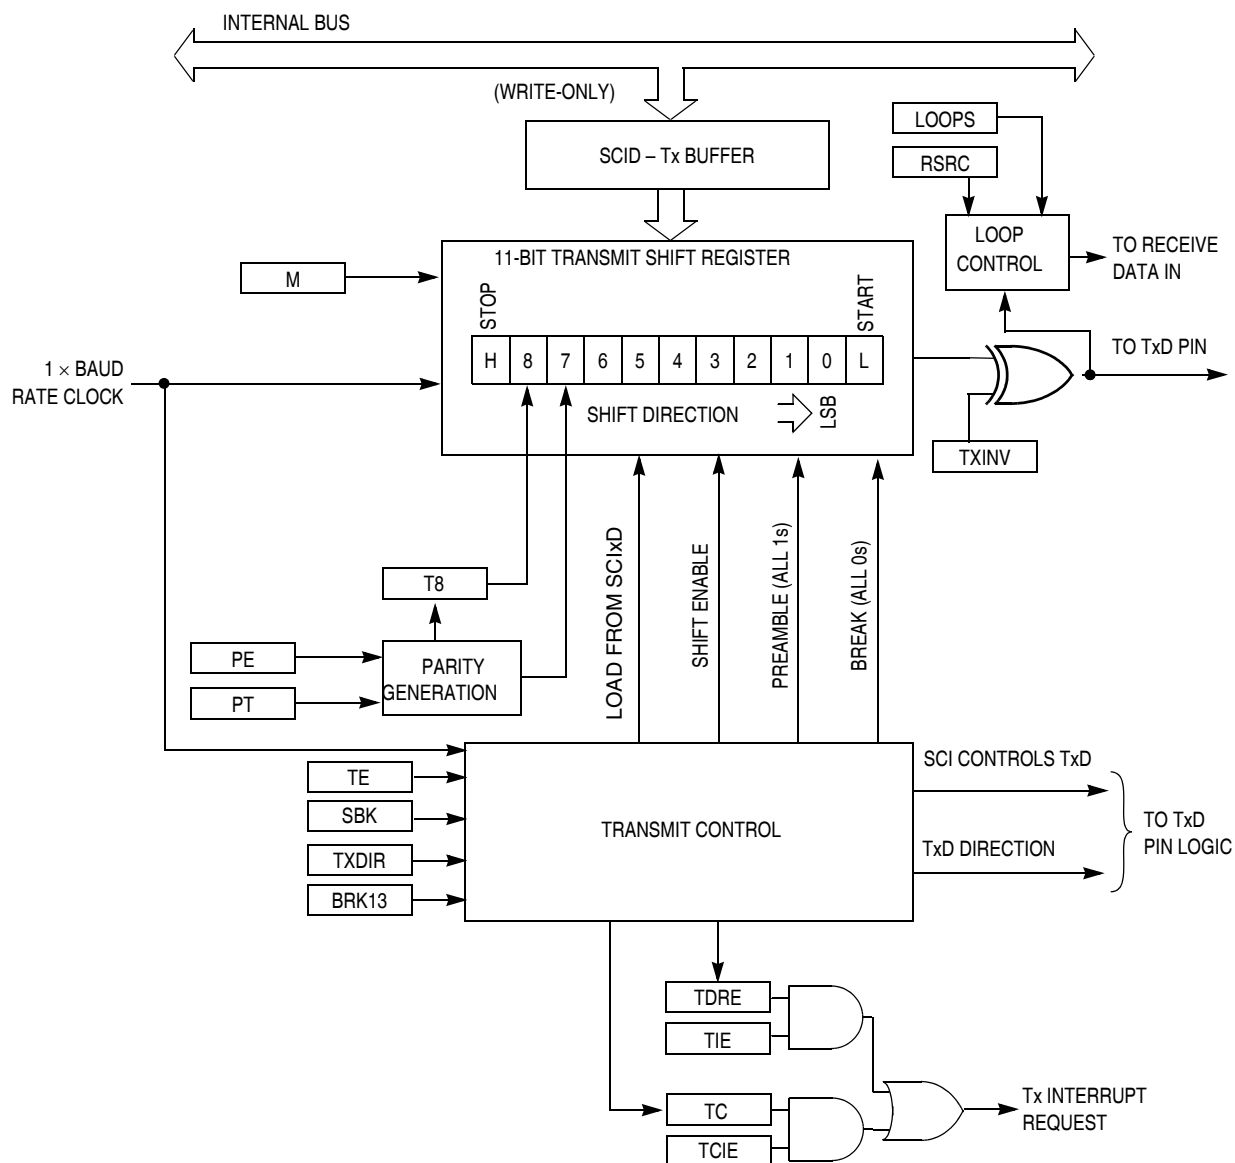 INTERNAL BUS
(WRITE-ONLY)
SCID – Tx BUFFER
LOOPS
RSRC
LOOP
CONTROL
TO RECEIVE
DATA IN
11-BIT TRANSMIT SHIFT REGISTER
M
STOP
START
H 8 7 6 5 4 3 2 1 0 L
1 × BAUD
RATE CLOCK
TO TxD PIN
SHIFT DIRECTION
LSB
TXINV
LOAD FROM SCIxD
SHIFT ENABLE
PREAMBLE (ALL 1s)
BREAK (ALL 0s)
T8
PE
PT
PARITY
GENERATION
TE
SBK
TXDIR
BRK13
TRANSMIT CONTROL
SCI CONTROLS TxD
TxD DIRECTION
TO TxD
PIN LOGIC
TDRE
TIE
TC
TCIE
Tx INTERRUPT
REQUEST